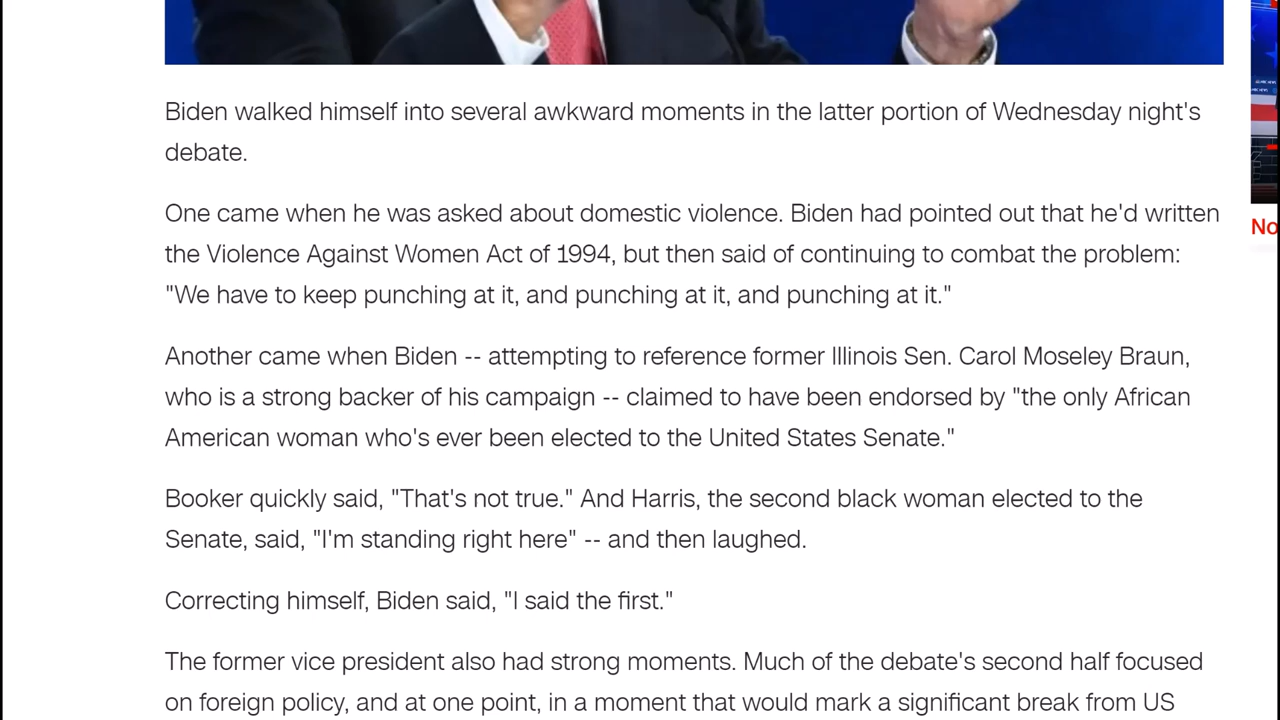 Biden walked himself into several awkward moments in the latter portion of Wednesday night's
debate.
One came when he was asked about domestic violence. Biden had pointed out that he'd written
the Violence Against Women Act of 1994, but then said of continuing to combat the problem:
"We have to keep punching at it, and punching at it, and punching at it."
Another came when Biden -- attempting to reference former Illinois Sen. Carol Moseley Braun,
who is a strong backer of his campaign -- claimed to have been endorsed by "the only African
American woman who's ever been elected to the United States Senate."
Booker quickly said, "That's not true." And Harris, the second black woman elected to the
Senate, said, "I'm standing right here" -- and then laughed.
Correcting himself, Biden said, "I said the first."
The former vice president also had strong moments. Much of the debate's second half focused
on foreign policy, and at one point, in a moment that would mark a significant break from US
No